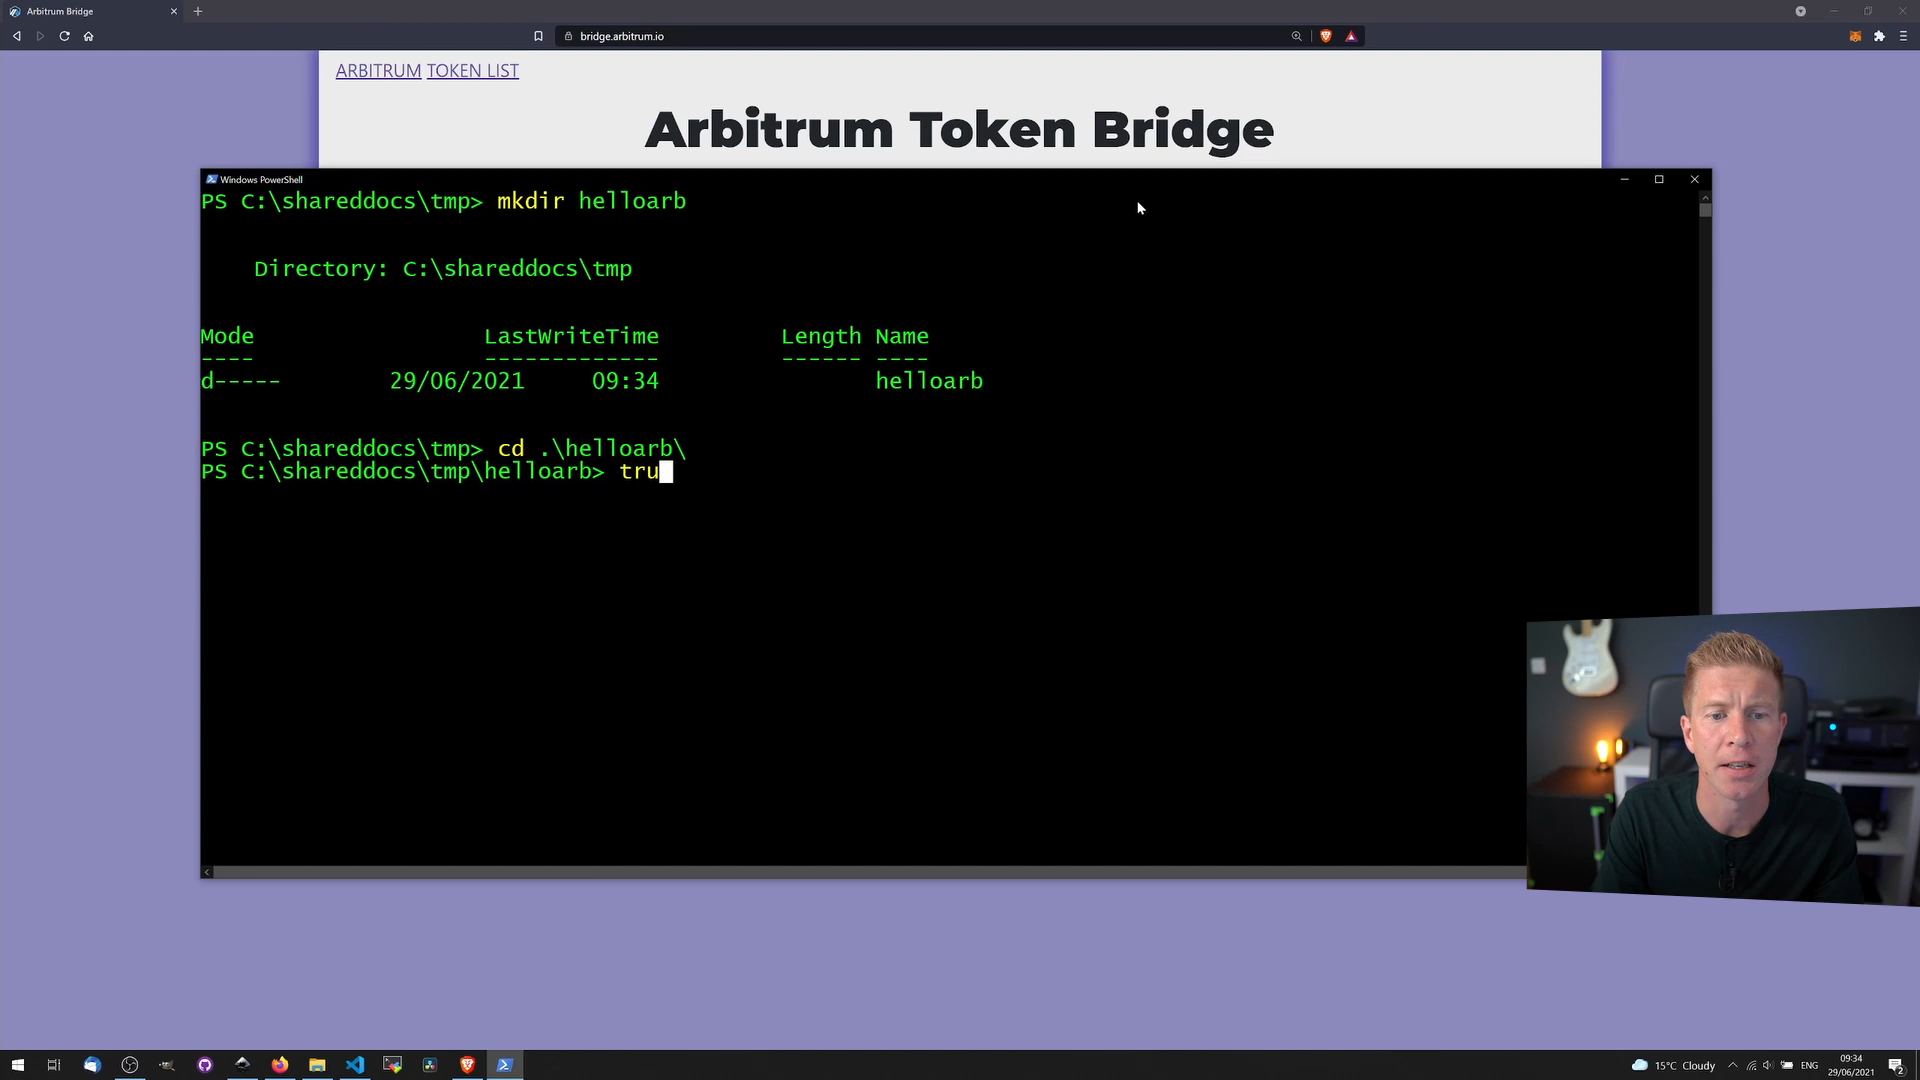 Arbitrum Bridge
bridge.arbitrum.io
ARBITRUM TOKEN LIST
Arbitrum Token Bridge
Windows PowerShell
PS C:\shareddocs\tmp> mkdir helloarb
Directory: C:\shareddocs\tmp
Mode LastWriteTime Length Name
---- ------------- ------ ----
d----- 29/06/2021 09:34 helloarb
PS C:\shareddocs\tmp> cd .\helloarb\
PS C:\shareddocs\tmp\helloarb> tru
15°C Cloudy
ENG
09:34
29/06/2021
2